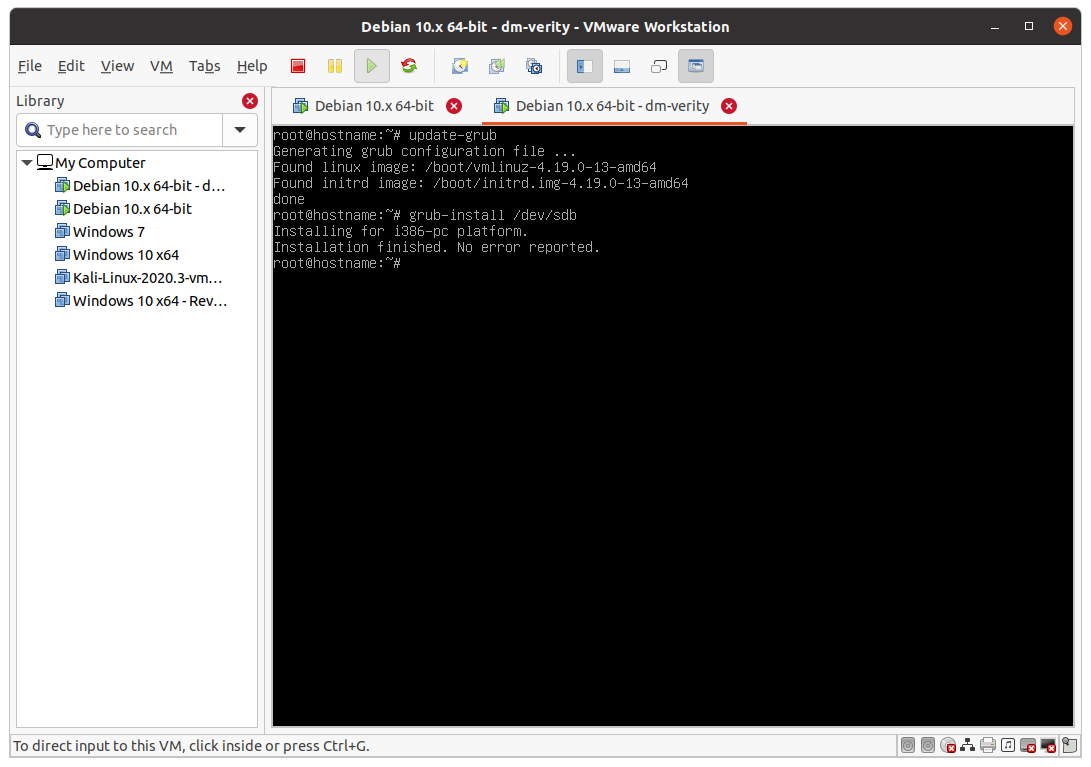 Debian 10.x 64-bit - dm-verity - VMware Workstation
File Edit View VM Tabs Help
Library
Type here to search
My Computer
Debian 10.x 64-bit - d...
Debian 10.x 64-bit
Windows 7
Windows 10 x64
Kali-Linux-2020.3-vm...
Windows 10 x64 - Rev...
Debian 10.x 64-bit
Debian 10.x 64-bit - dm-verity
root@hostname:~# update-grub
Generating grub configuration file ...
Found linux image: /boot/vmlinuz-4.19.0-13-amd64
Found initrd image: /boot/initrd.img-4.19.0-13-amd64
done
root@hostname:~# grub-install /dev/sdb
Installing for i386-pc platform.
Installation finished. No error reported.
root@hostname:~#
To direct input to this VM, click inside or press Ctrl+G.